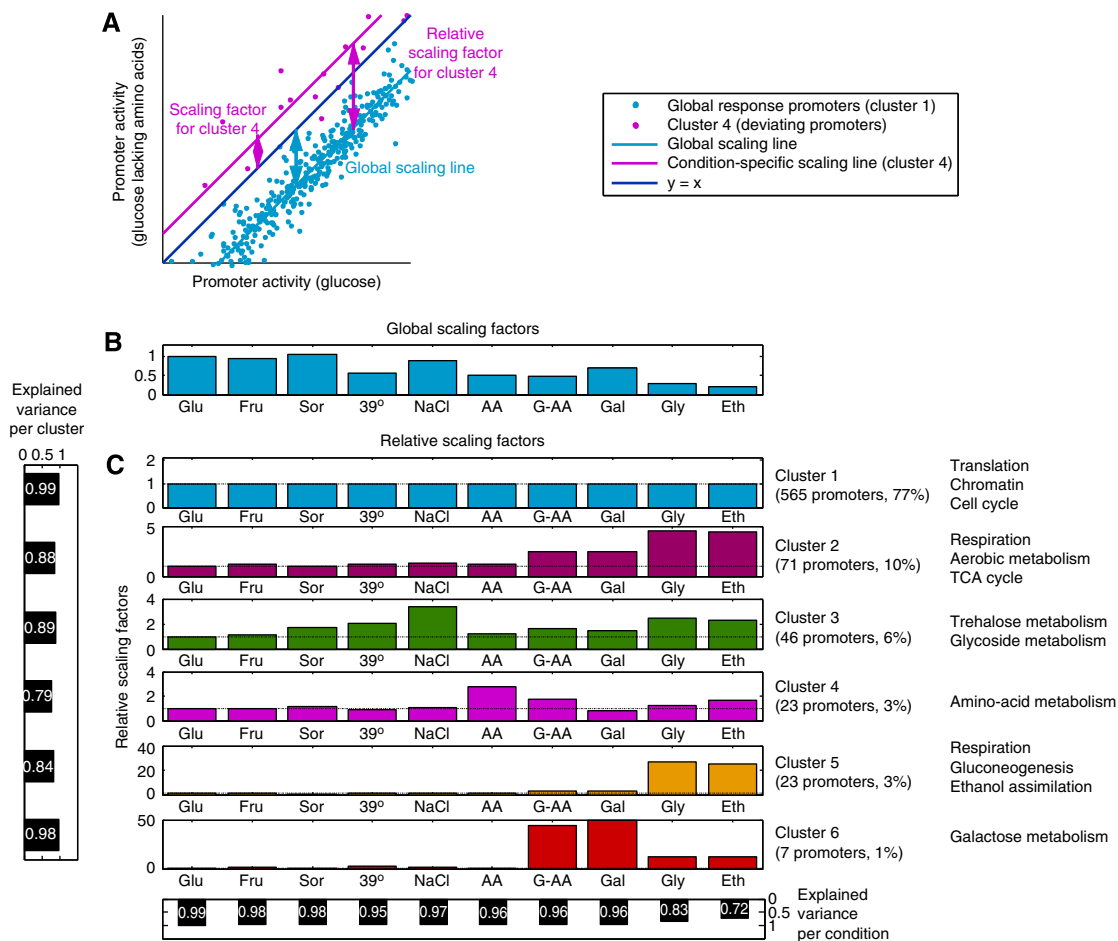 A
Promoter activity
(glucose lacking amino acids)
Relative
scaling factor
for cluster 4
Scaling factor
for cluster 4
Global scaling line
Promoter activity (glucose)
Global response promoters (cluster 1)
Cluster 4 (deviating promoters)
Global scaling line
Condition-specific scaling line (cluster 4)
y = x
B
Global scaling factors
1
0.5
0
Glu Fru Sor 39º NaCl AA G-AA Gal Gly Eth
Explained
variance
per cluster
0 0.5 1
0.99
0.88
0.89
0.79
0.84
0.98
C
Relative scaling factors
Relative scaling factors
2
1
0
Glu Fru Sor 39º NaCl AA G-AA Gal Gly Eth
Cluster 1
(565 promoters, 77%)
Translation
Chromatin
Cell cycle
5
0
Glu Fru Sor 39º NaCl AA G-AA Gal Gly Eth
Cluster 2
(71 promoters, 10%)
Respiration
Aerobic metabolism
TCA cycle
4
2
0
Glu Fru Sor 39º NaCl AA G-AA Gal Gly Eth
Cluster 3
(46 promoters, 6%)
Trehalose metabolism
Glycoside metabolism
4
2
0
Glu Fru Sor 39º NaCl AA G-AA Gal Gly Eth
Cluster 4
(23 promoters, 3%)
Amino-acid metabolism
40
20
0
Glu Fru Sor 39º NaCl AA G-AA Gal Gly Eth
Cluster 5
(23 promoters, 3%)
Respiration
Gluconeogenesis
Ethanol assimilation
50
0
Glu Fru Sor 39º NaCl AA G-AA Gal Gly Eth
Cluster 6
(7 promoters, 1%)
Galactose metabolism
0.99 0.98 0.98 0.95 0.97 0.96 0.96 0.96 0.83 0.72
0
0.5
1
Explained
variance
per condition